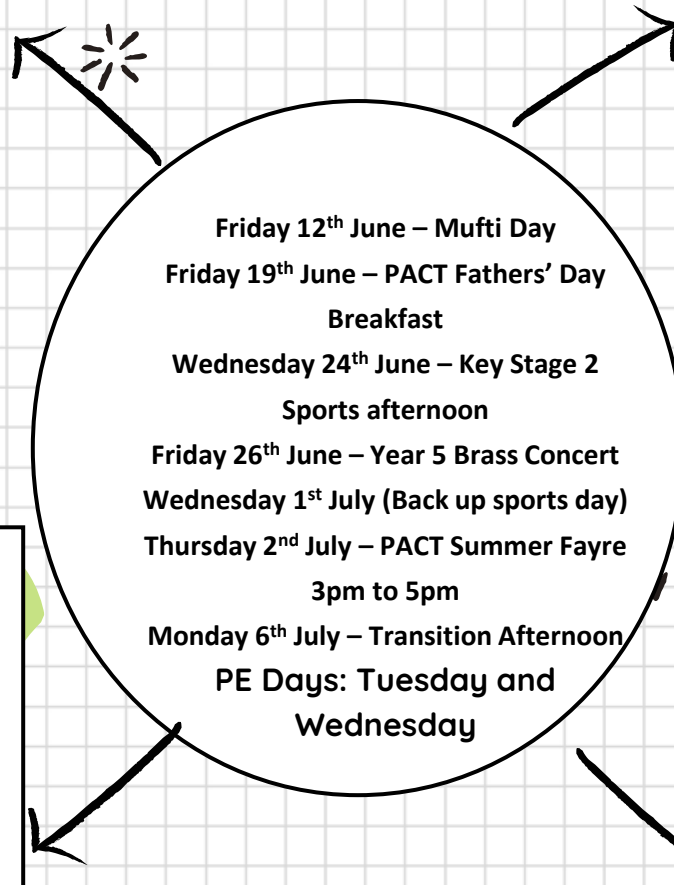 Friday 12th June – Mufti Day
Friday 19th June – PACT Fathers’ Day
Breakfast
Wednesday 24th June – Key Stage 2
Sports afternoon
Friday 26th June – Year 5 Brass Concert
Wednesday 1st July (Back up sports day)
Thursday 2nd July – PACT Summer Fayre
3pm to 5pm
Monday 6th July – Transition Afternoon
PE Days: Tuesday and
Wednesday